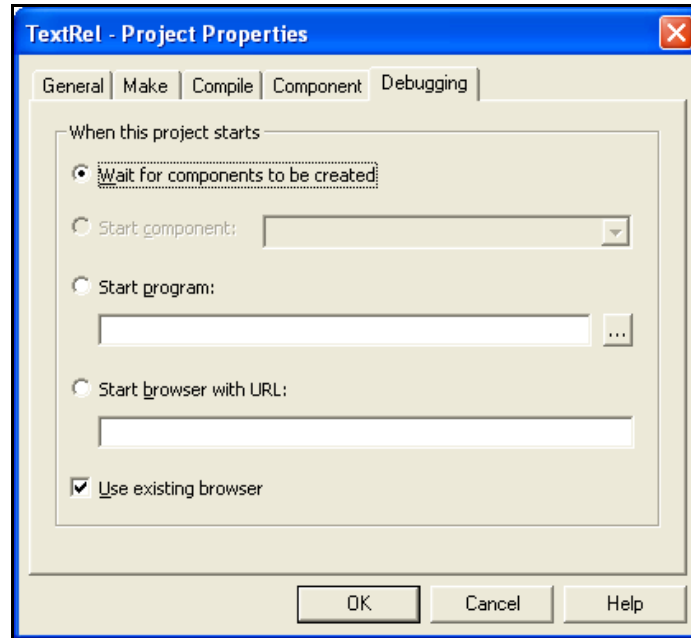 TextRel - Project Properties
General Make Compile Component Debugging
When this project starts
Wait for components to be created
Start component:
Start program:
...
Start browser with URL:
Use existing browser
OK Cancel Help